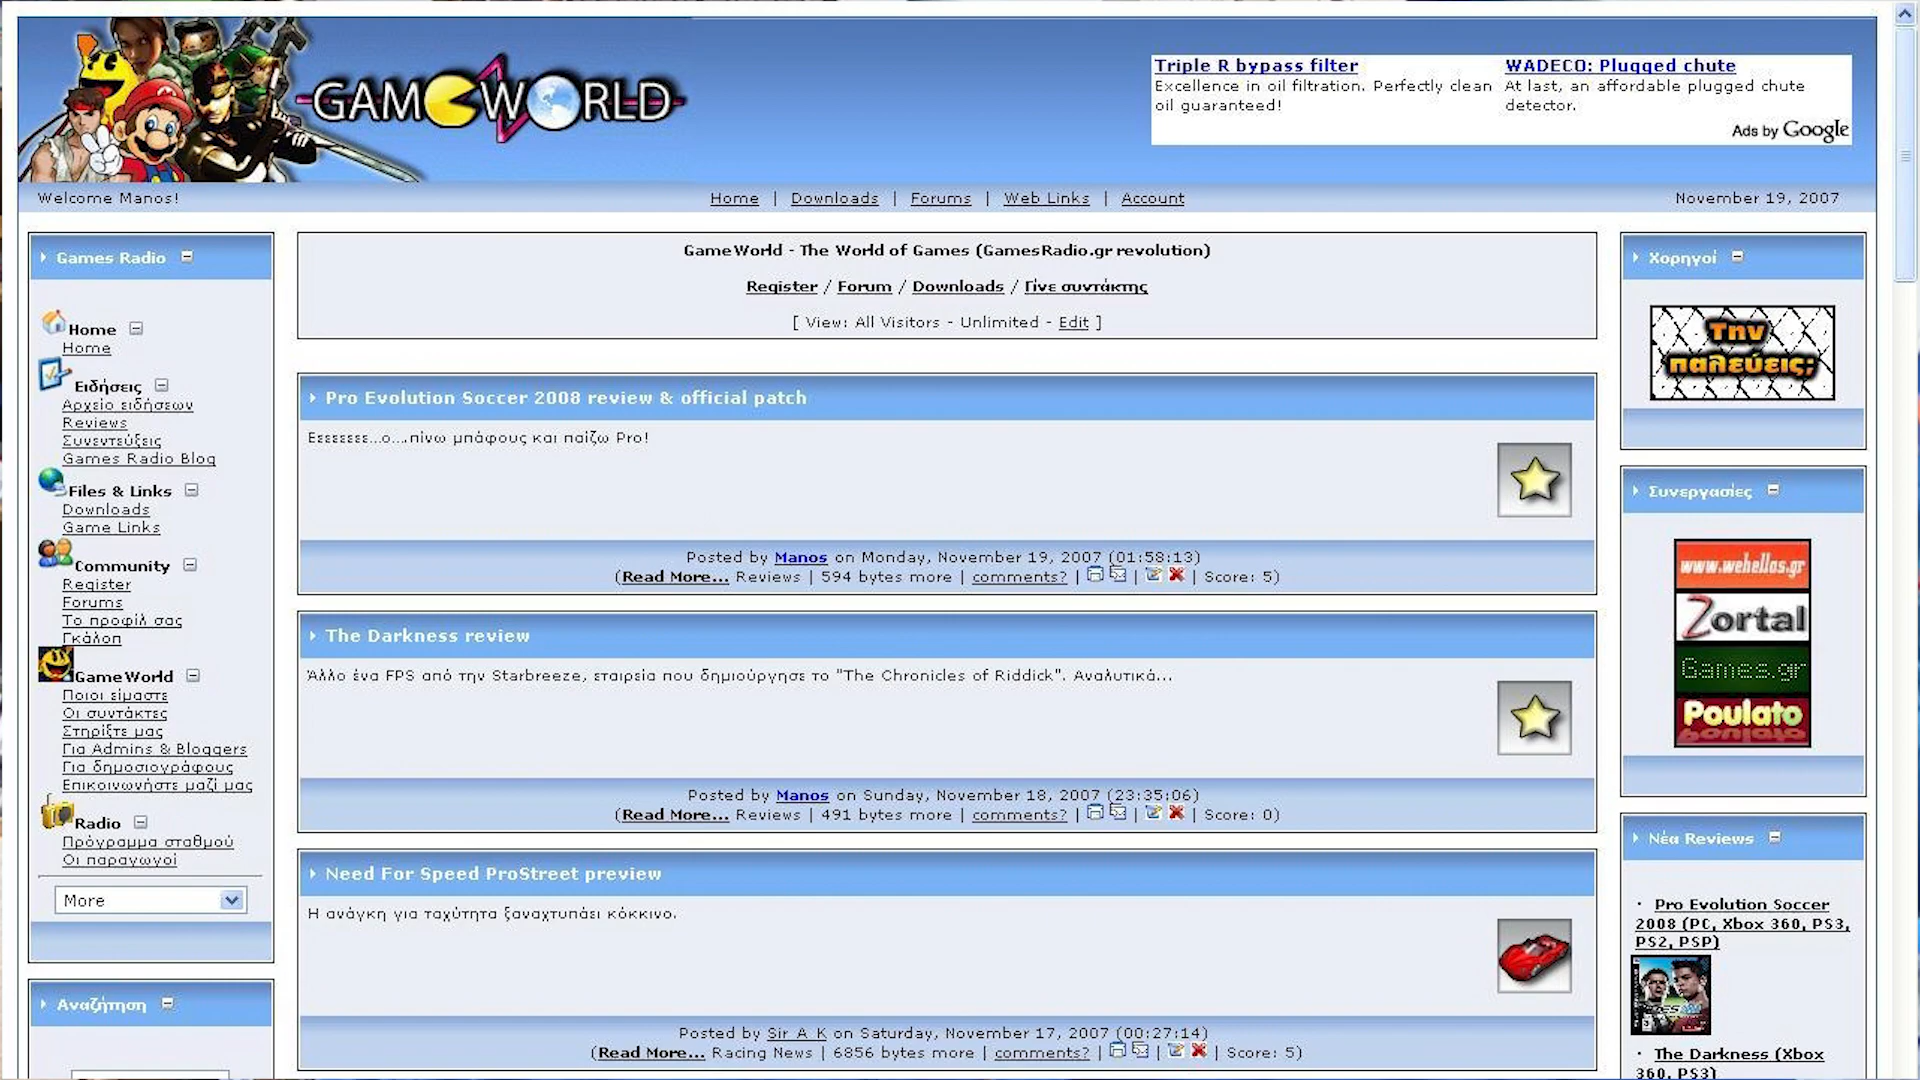 GAMEWORLD
Triple R bypass filter
Excellence in oil filtration. Perfectly clean
oil guaranteed!
WADECO: Plugged chute
At last, an affordable plugged chute
detector.
Ads by Google
Welcome Manos!
Home | Downloads | Forums | Web Links | Account
November 19, 2007
Games Radio
Home
Home
Ειδήσεις
Αρχείο ειδήσεων
Reviews
Συνεντεύξεις
Games Radio Blog
Files & Links
Downloads
Game Links
Community
Register
Forums
Το προφίλ σας
Γκάλοπ
GameWorld
Ποιοι είμαστε
Οι συντάκτες
Στηρίξτε μας
Για Admins & Bloggers
Για δημοσιογράφους
Επικοινωνήστε μαζί μας
Radio
Πρόγραμμα σταθμού
Οι παραγωγοί
More
Αναζήτηση
GameWorld - The World of Games (GamesRadio.gr revolution)
Register / Forum / Downloads / Γίνε συντάκτης
[ View: All Visitors - Unlimited - Edit ]
Pro Evolution Soccer 2008 review & official patch
Εεεεεεεε...ο....πίνω μπάφους και παίζω Pro!
Posted by Manos on Monday, November 19, 2007 (01:58:13)
(Read More... Reviews | 594 bytes more | comments? | | | Score: 5)
The Darkness review
Άλλο ένα FPS από την Starbreeze, εταιρεία που δημιούργησε το "The Chronicles of Riddick". Αναλυτικά...
Posted by Manos on Sunday, November 18, 2007 (23:35:06)
(Read More... Reviews | 491 bytes more | comments? | | | Score: 0)
Need For Speed ProStreet preview
Η ανάγκη για ταχύτητα ξαναχτυπάει κόκκινο.
Posted by Sir_A_K on Saturday, November 17, 2007 (00:27:14)
(Read More... Racing News | 6856 bytes more | comments? | | | Score: 5)
Χορηγοί
Την
παλεύεις;
Συνεργασίες
www.wehellas.gr
Zortal
Games.gr
Poulato
Νέα Reviews
· Pro Evolution Soccer
2008 (PC, Xbox 360, PS3,
PS2, PSP)
· The Darkness (Xbox
360, PS3)